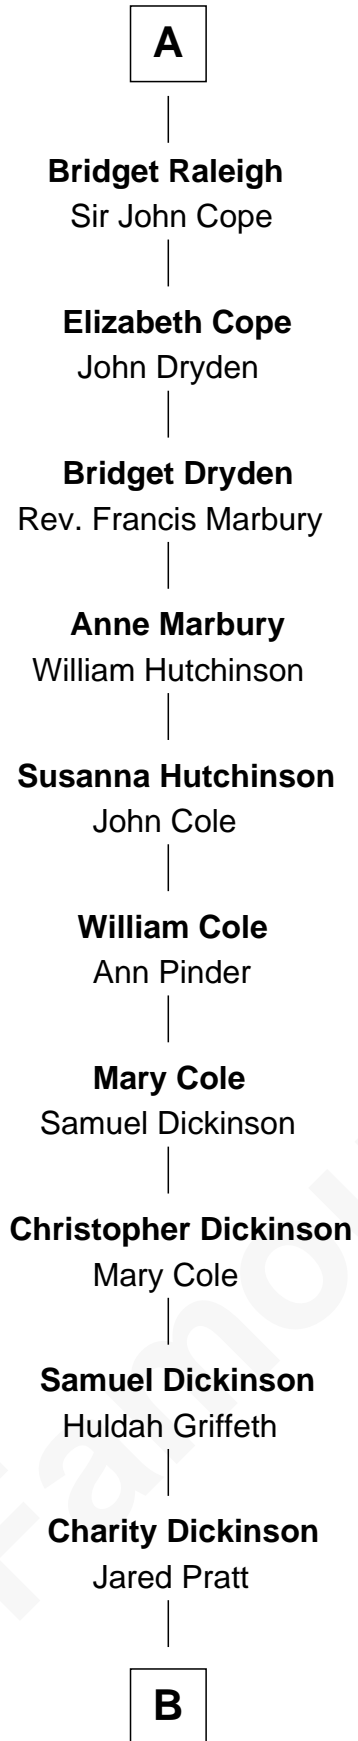 A
Bridget Raleigh
Sir John Cope
Elizabeth Cope
John Dryden
Bridget Dryden
Rev. Francis Marbury
Anne Marbury
William Hutchinson
Susanna Hutchinson
John Cole
William Cole
Ann Pinder
Mary Cole
Samuel Dickinson
Christopher Dickinson
Mary Cole
Samuel Dickinson
Huldah Griffeth
Charity Dickinson
Jared Pratt
B